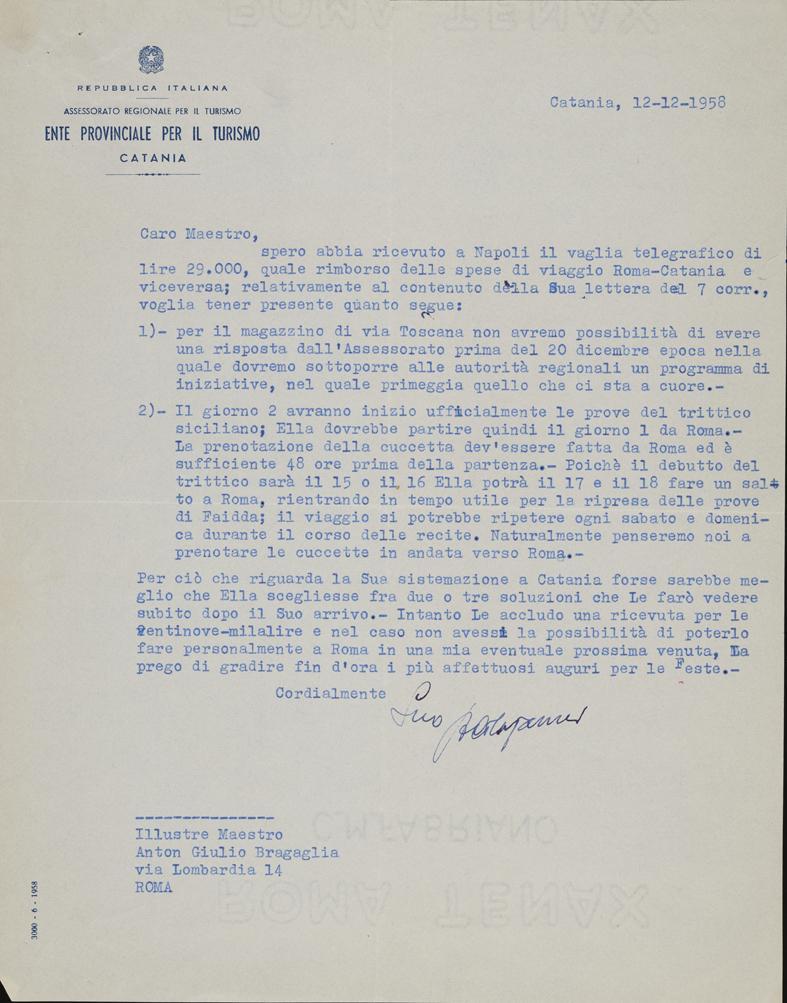 REPUBBLICA ITALIANA
ASSESSORATO REGIONALE PER IL TURISMO
ENTE PROVINCIALE PER IL TURISMO
CATANIA
Catania, 12-12-1958
Caro Maestro,
spero abbia ricevuto a Napoli il vaglia telegrafico di
lire 29.000, quale rimborso delle spese di viaggio Roma-Catania e
viceversa; relativamente al contenuto della Sua lettera del 7 corr.,
voglia tener presente quanto segue:
1)- per il magazzino di via Toscana non avremo possibilità di avere
una risposta dall'Assessorato prima del 20 dicembre epoca nella
quale dovremo sottoporre alle autorità regionali un programma di
iniziative, nel quale primeggia quello che ci sta a cuore.-
2)- Il giorno 2 avranno inizio ufficialmente le prove del trittico
siciliano; Ella dovrebbe partire quindi il giorno 1 da Roma.-
La prenotazione della cuccetta dev'essere fatta da Roma ed è
sufficiente 48 ore prima della partenza.- Poichè il debutto del
trittico sarà il 15 o il 16 Ella potrà il 17 e il 18 fare un sal-
to a Roma, rientrando in tempo utile per la ripresa delle prove
di Faidda; il viaggio si potrebbe ripetere ogni sabato e domeni-
ca durante il corso delle recite. Naturalmente penseremo noi a
prenotare le cuccette in andata verso Roma.-
Per ciò che riguarda la Sua sistemazione a Catania forse sarebbe me-
glio che Ella scegliesse fra due o tre soluzioni che Le farò vedere
subito dopo il Suo arrivo.- Intanto Le accludo una ricevuta per le
Ventinove-milalire e nel caso non avessi la possibilità di poterlo
fare personalmente a Roma in una mia eventuale prossima venuta, La
prego di gradire fin d'ora i più affettuosi auguri per le Feste.-
Cordialmente
Suo
Illustre Maestro
Anton Giulio Bragaglia
via Lombardia 14
ROMA
3000 - 6 - 1958
C.M.FABRIANO
ROMA TENAX